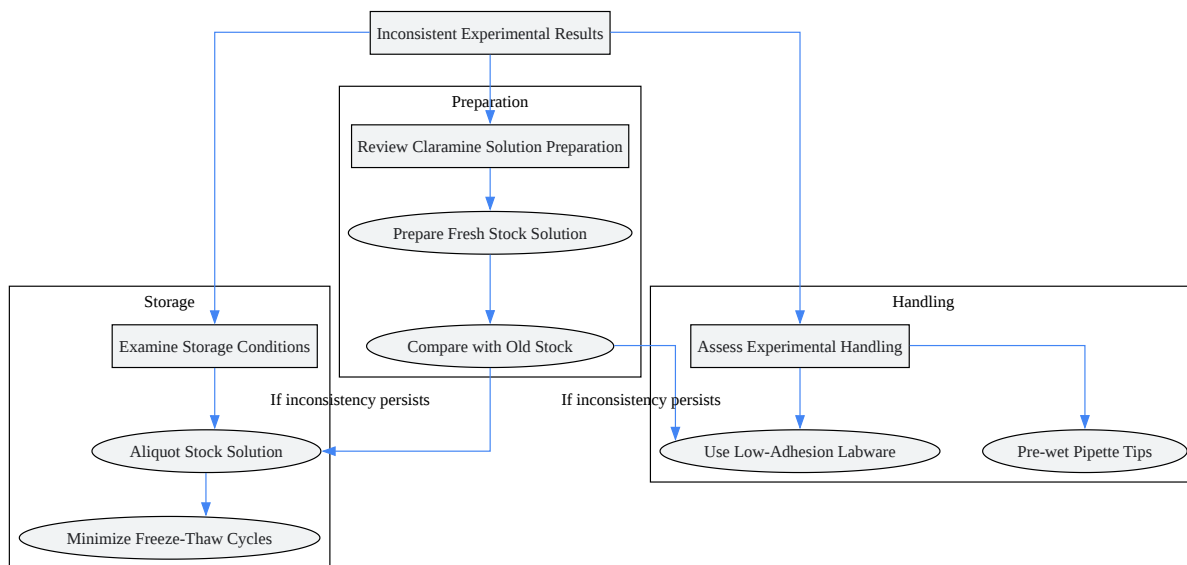 Inconsistent Experimental Results
Preparation
Review Claramine Solution Preparation
Prepare Fresh Stock Solution
Storage
Handling
Examine Storage Conditions
Compare with Old Stock
Assess Experimental Handling
If inconsistency persists
If inconsistency persists
Aliquot Stock Solution
Use Low-Adhesion Labware
Pre-wet Pipette Tips
Minimize Freeze-Thaw Cycles